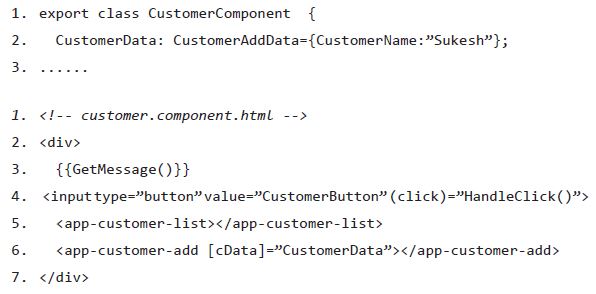 1. export class CustomerComponent  {
2.   CustomerData: CustomerAddData={CustomerName:”Sukesh”};
3. ......
1. <!-- customer.component.html -->
2. <div>
3.   {{GetMessage()}}
4. <inputtype=”button”value=”CustomerButton”(click)=”HandleClick()”>
5.   <app-customer-list></app-customer-list>
6.   <app-customer-add [cData]=”CustomerData”></app-customer-add>
7. </div>